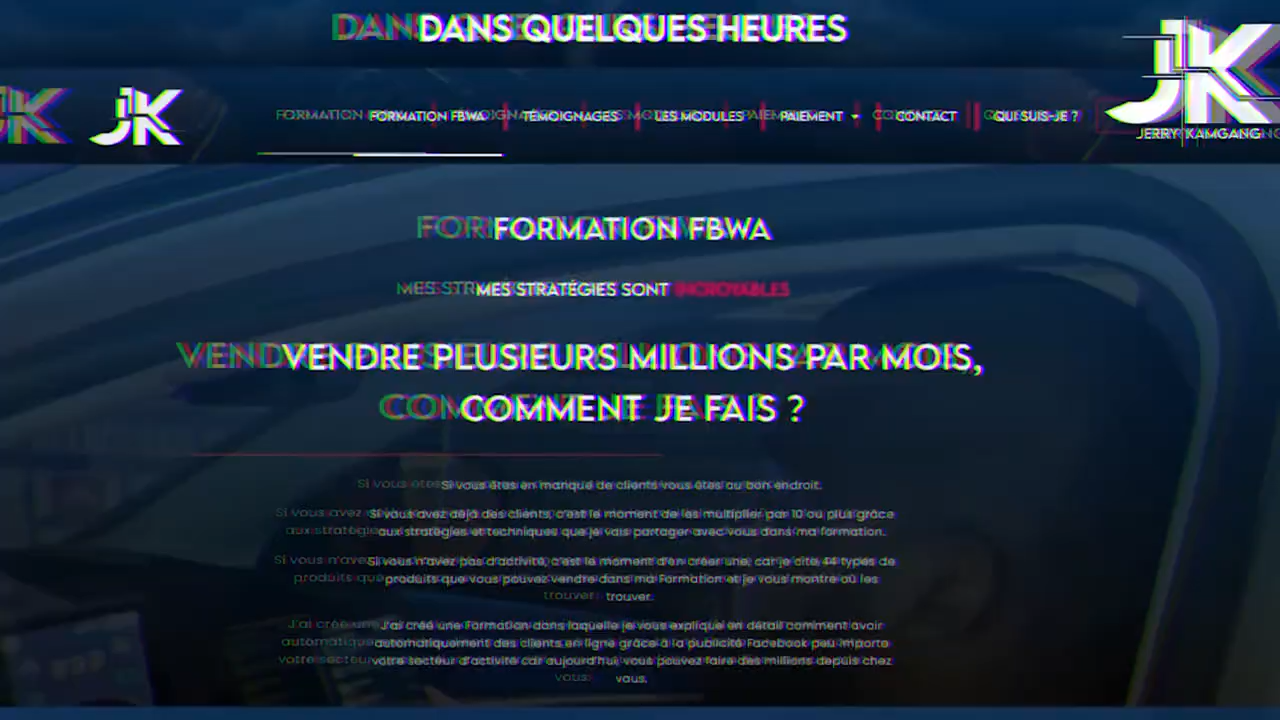 DANS QUELQUES HEURES
JK
JK
JK
FORMATION FBWA TÉMOIGNAGES LES MODULES PAIEMENT CONTACT QUI SUIS-JE ?
JERRY KAMGANG
FORMATION FBWA
MES STRATÉGIES SONT INCROYABLES
VENDRE PLUSIEURS MILLIONS PAR MOIS,
COMMENT JE FAIS ?
Si vous êtes en manque de clients vous êtes au bon endroit.
Si vous avez déjà des clients, c'est le moment de les multiplier par 10 ou plus grâce
aux stratégies et techniques que je vais partager avec vous dans ma formation.
Si vous n'avez pas d'activité, c'est le moment d'en créer une, car je cite 44 types de
produits que vous pouvez vendre dans ma Formation et je vous montre où les
trouver.
J'ai créé une Formation dans laquelle je vous explique en détail comment avoir
automatiquement des clients en ligne grâce à la publicité Facebook peu importe
votre secteur d'activité car aujourd'hui, vous pouvez faire des millions depuis chez
vous.